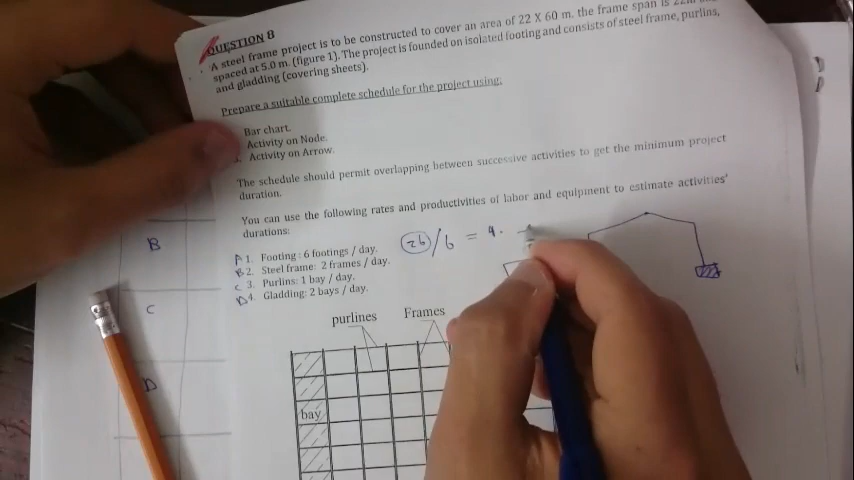 QUESTION 8
A steel frame project is to be constructed to cover an area of 22 X 60 m. the frame span is
spaced at 5.0 m. (figure 1). The project is founded on isolated footing and consists of steel frame, purlins,
and gladding (covering sheets).
Prepare a suitable complete schedule for the project using:
Bar chart.
Activity on Node.
Activity on Arrow.
The schedule should permit overlapping between successive activities to get the minimum project
duration.
You can use the following rates and productivities of labor and equipment to estimate activities'
durations:
A 1. Footing : 6 footings / day.
B 2. Steel frame: 2 frames / day.
C 3. Purlins: 1 bay / day.
D 4. Gladding: 2 bays / day.
26/6 = 4.
B
C
D
purlines
Frames
bay